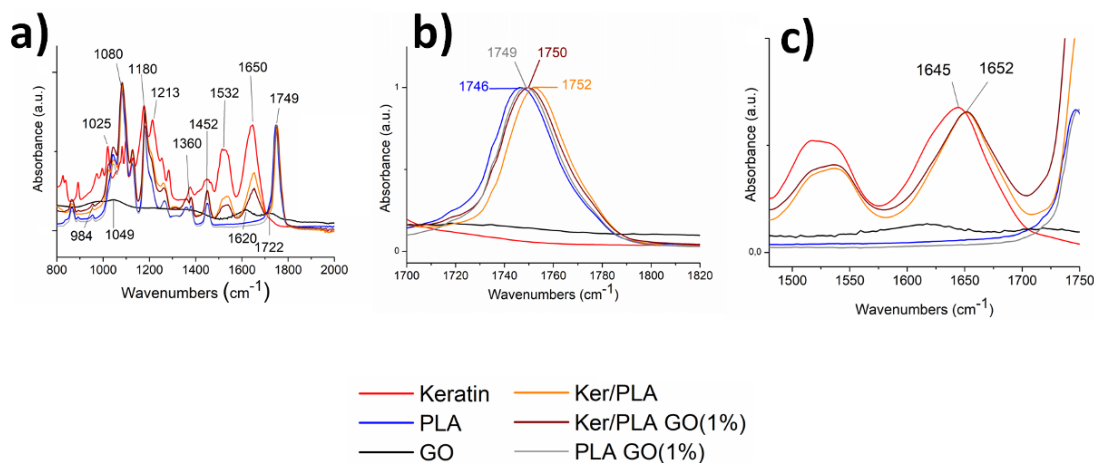 a)
1080
1180
1213
1650
1749
1532
1025
1452
1360
984
1049
1620
1722
Absorbance (a.u.)
800 1000 1200 1400 1600 1800 2000
Wavenumbers (cm⁻¹)
b)
1749
1750
1746
1752
1
0
Absorbance (a.u.)
1700 1720 1740 1760 1780 1800 1820
Wavenumbers (cm⁻¹)
c)
1645
1652
Absorbance (a.u.)
0,0
1500 1550 1600 1650 1700 1750
Wavenumbers (cm⁻¹)
Keratin
PLA
GO
Ker/PLA
Ker/PLA GO(1%)
PLA GO(1%)